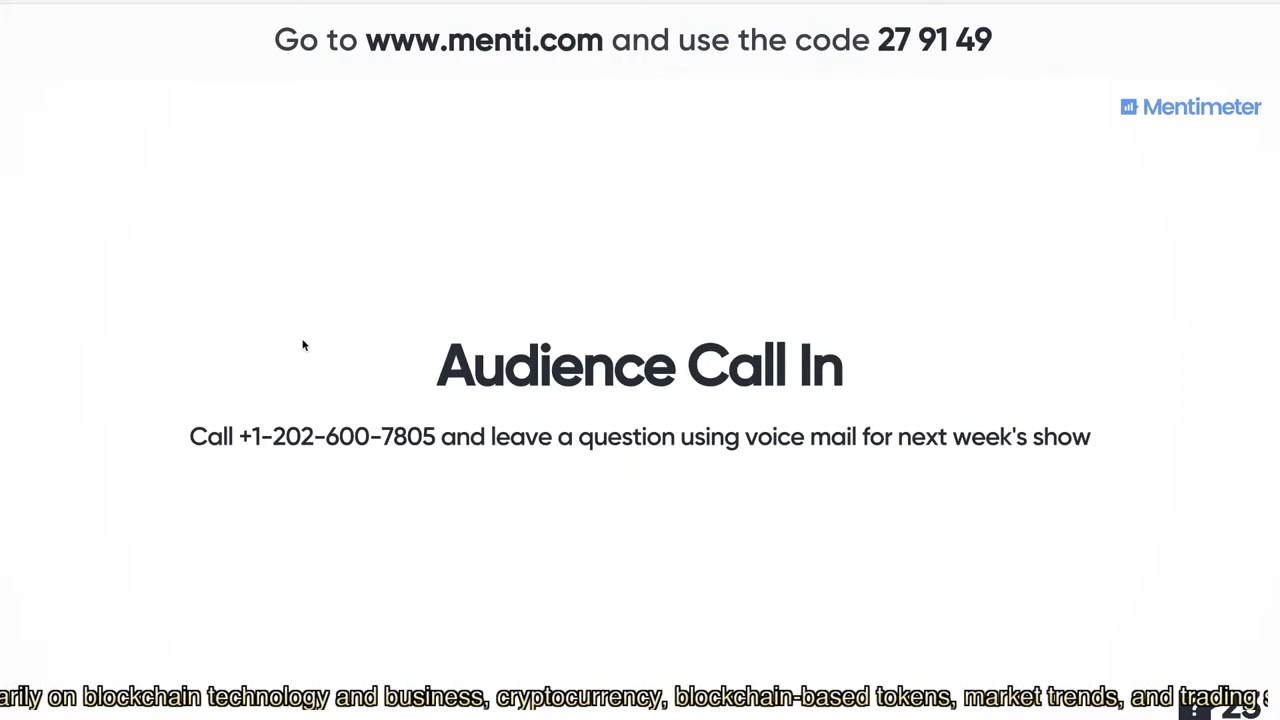 Go to www.menti.com and use the code 27 91 49
Mentimeter
Audience Call In
Call +1-202-600-7805 and leave a question using voice mail for next week's show
on blockchain technology and business, cryptocurrency, blockchain-based tokens, market trends, and trading